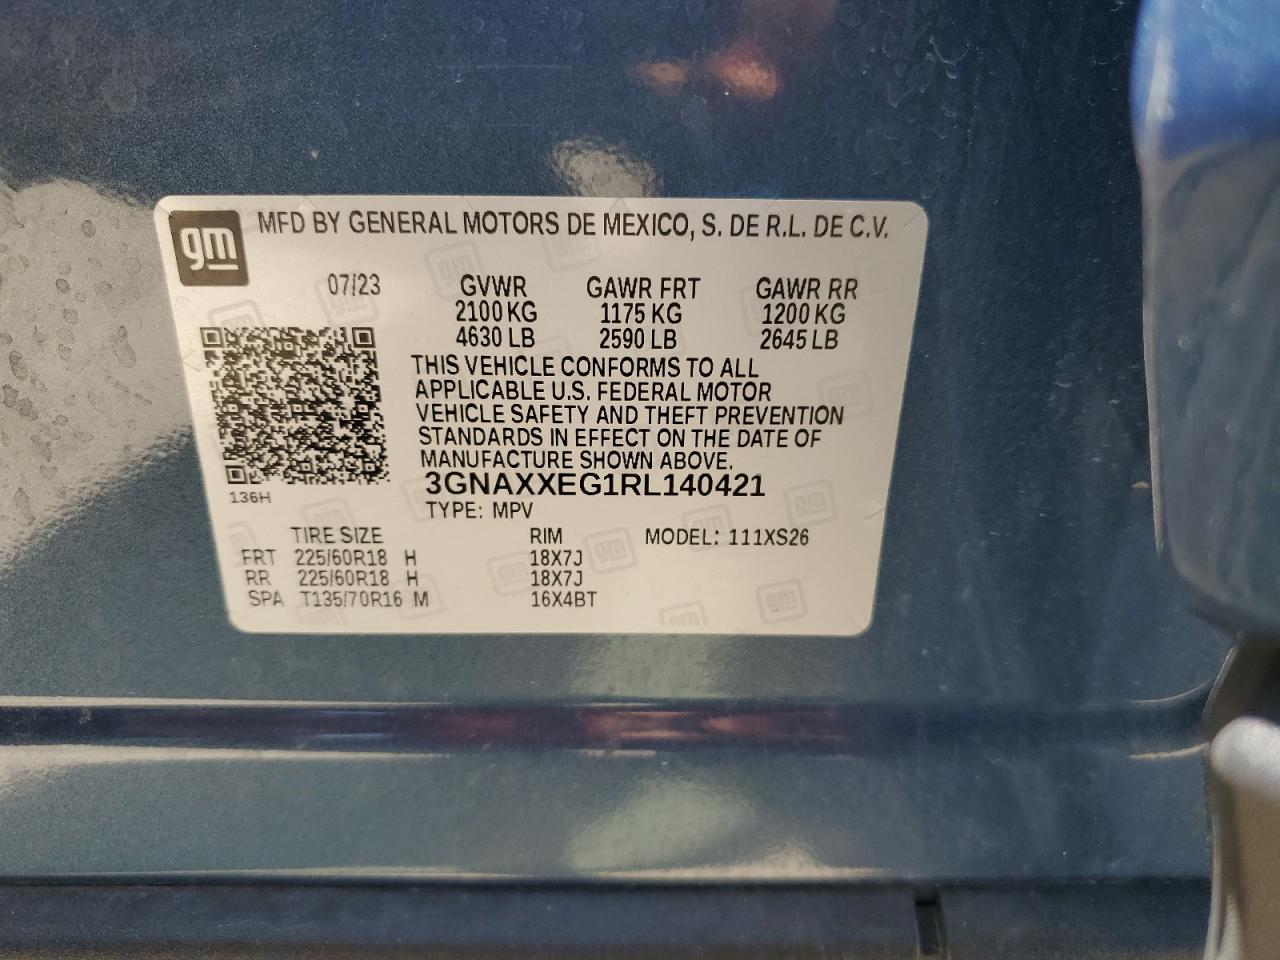 gm MFD BY GENERAL MOTORS DE MEXICO, S. DE R.L. DE C.V.
07/23 GVWR GAWR FRT GAWR RR
2100 KG 1175 KG 1200 KG
4630 LB 2590 LB 2645 LB
THIS VEHICLE CONFORMS TO ALL
APPLICABLE U.S. FEDERAL MOTOR
VEHICLE SAFETY AND THEFT PREVENTION
STANDARDS IN EFFECT ON THE DATE OF
MANUFACTURE SHOWN ABOVE.
3GNAXXEG1RL140421
136H
TYPE: MPV
TIRE SIZE RIM MODEL: 111XS26
FRT 225/60R18 H 18X7J
RR 225/60R18 H 18X7J
SPA T135/70R16 M 16X4BT